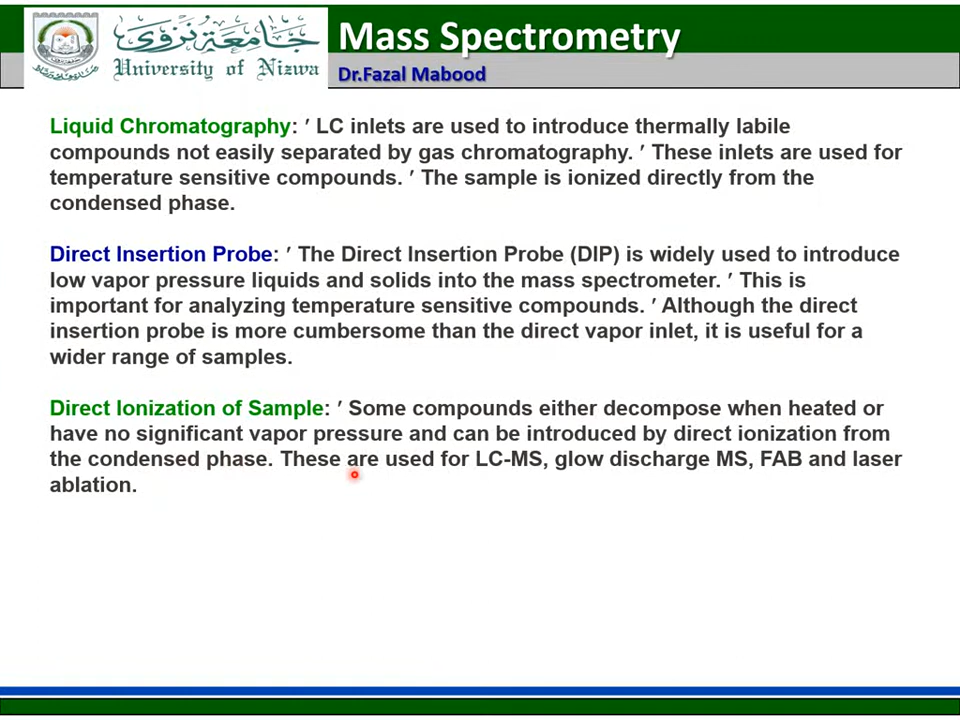 جامعة نزوى
University of Nizwa
Mass Spectrometry
Dr.Fazal Mabood
Liquid Chromatography: ′ LC inlets are used to introduce thermally labile
compounds not easily separated by gas chromatography. ′ These inlets are used for
temperature sensitive compounds. ′ The sample is ionized directly from the
condensed phase.
Direct Insertion Probe: ′ The Direct Insertion Probe (DIP) is widely used to introduce
low vapor pressure liquids and solids into the mass spectrometer. ′ This is
important for analyzing temperature sensitive compounds. ′ Although the direct
insertion probe is more cumbersome than the direct vapor inlet, it is useful for a
wider range of samples.
Direct Ionization of Sample: ′ Some compounds either decompose when heated or
have no significant vapor pressure and can be introduced by direct ionization from
the condensed phase. These are used for LC-MS, glow discharge MS, FAB and laser
ablation.